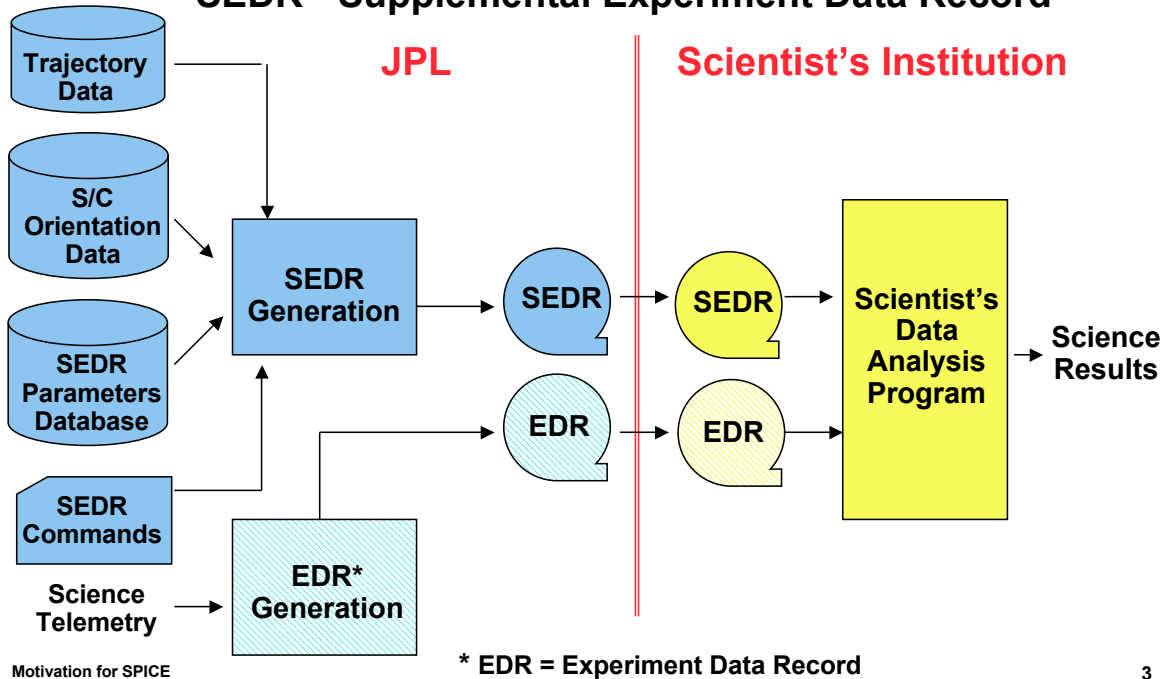 SEDR - Supplemental Experiment Data Record
JPL
Scientist's Institution
Trajectory
Data
S/C
Orientation
Data
SEDR
Parameters
Database
SEDR
Commands
Science
Telemetry
SEDR
Generation
EDR*
Generation
SEDR
EDR
SEDR
EDR
Scientist's
Data
Analysis
Program
Science
Results
Motivation for SPICE
* EDR = Experiment Data Record
3